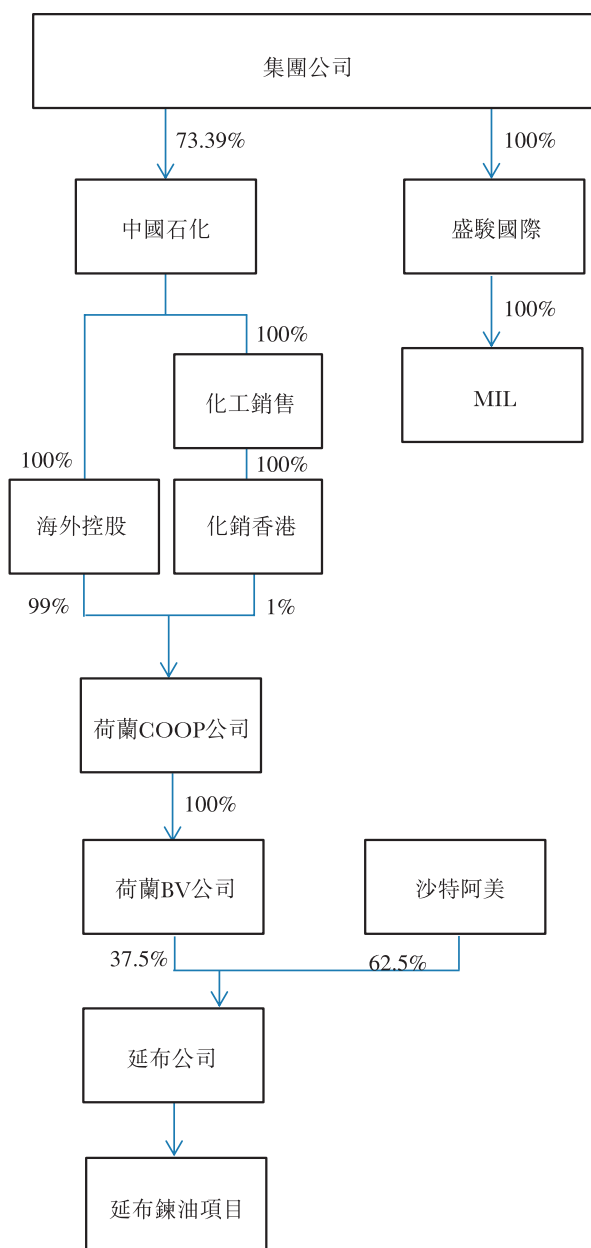 集團公司
73.39%
100%
中國石化
盛駿國際
100%
100%
化工銷售
MIL
100%
100%
海外控股
化銷香港
99%
1%
荷蘭COOP公司
100%
荷蘭BV公司
沙特阿美
37.5%
62.5%
延布公司
延布鍊油項目